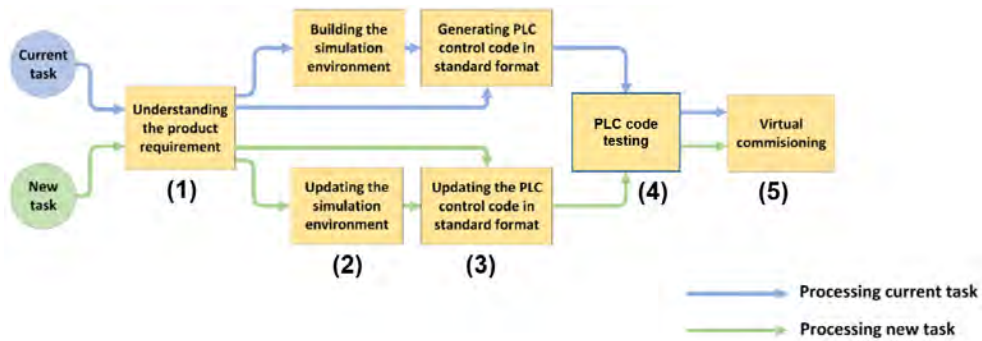 Current
task
Building the
simulation
environment
Generating PLC
control code in
standard format
Understanding
the product
requirement
(1)
PLC code
testing
(4)
Virtual
commisioning
(5)
New
task
Updating the
simulation
environment
(2)
Updating the PLC
control code in
standard format
(3)
Processing current task
Processing new task